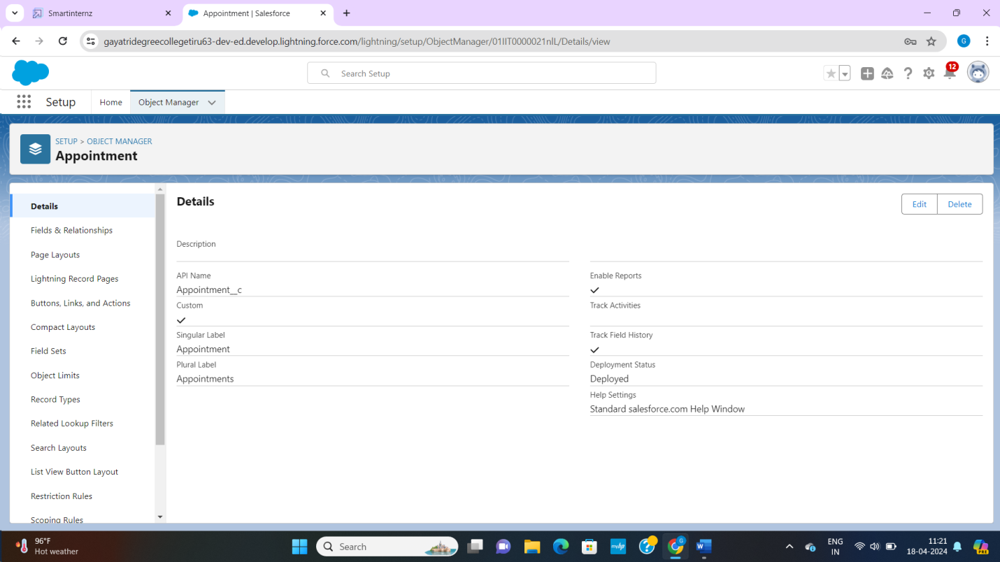 Smartinternz
Appointment | Salesforce
gayatridegreecollegetiru63-dev-ed.develop.lightning.force.com/lightning/setup/ObjectManager/01IIT0000021nlL/Details/view
G
Search Setup
12
Setup
Home
Object Manager
SETUP > OBJECT MANAGER
Appointment
Details
Fields & Relationships
Page Layouts
Lightning Record Pages
Buttons, Links, and Actions
Compact Layouts
Field Sets
Object Limits
Record Types
Related Lookup Filters
Search Layouts
List View Button Layout
Restriction Rules
Scoping Rules
Details
Edit
Delete
Description
API Name
Appointment__c
Custom
Singular Label
Appointment
Plural Label
Appointments
Enable Reports
Track Activities
Track Field History
Deployment Status
Deployed
Help Settings
Standard salesforce.com Help Window
96°F
Hot weather
Search
myhp
G
W
ENG
IN
11:21
18-04-2024
PRE